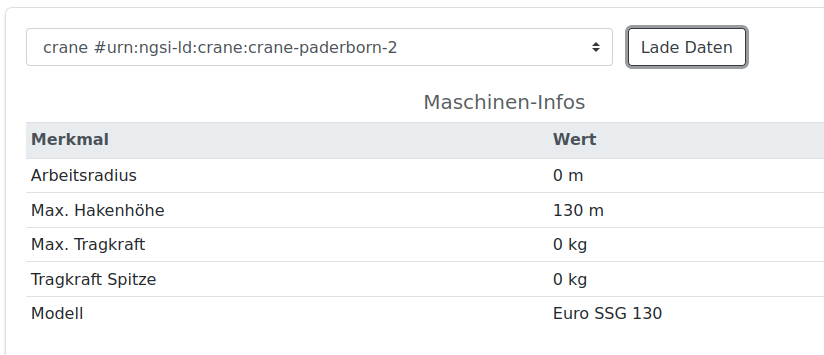 crane #urn:ngsi-ld:crane:crane-paderborn-2 Lade Daten
Maschinen-Infos
Merkmal Wert
Arbeitsradius 0 m
Max. Hakenhöhe 130 m
Max. Tragkraft 0 kg
Tragkraft Spitze 0 kg
Modell Euro SSG 130